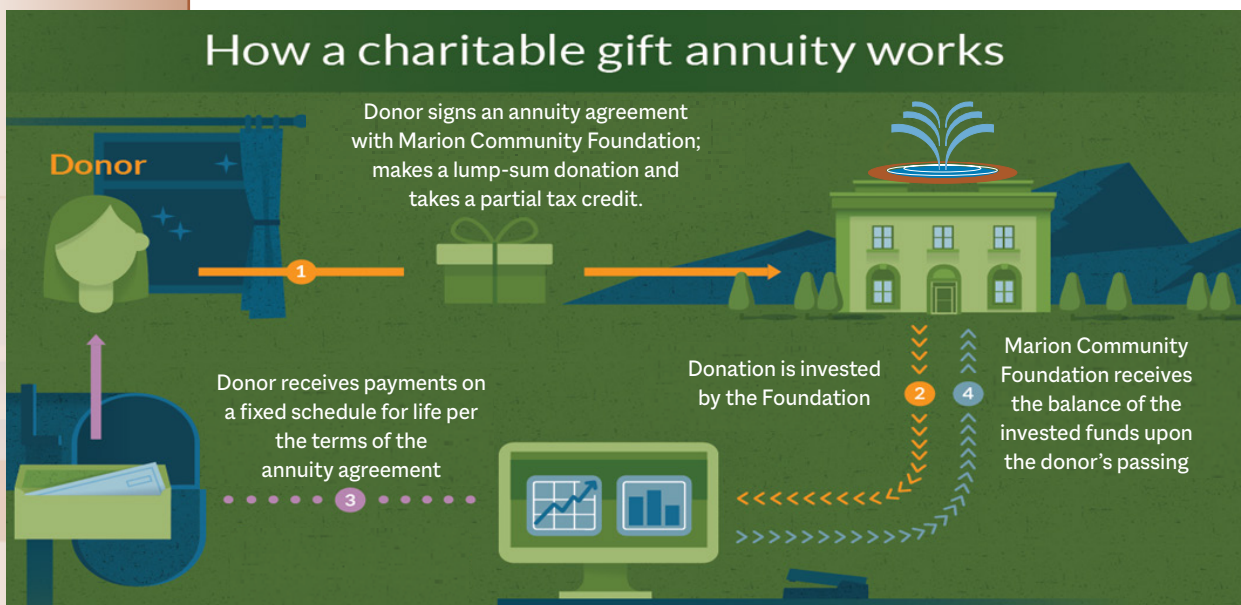 How a charitable gift annuity works
Donor
Donor signs an annuity agreement
with Marion Community Foundation;
makes a lump-sum donation and
takes a partial tax credit.
1
Donation is invested
by the Foundation
2
Donor receives payments on
a fixed schedule for life per
the terms of the
annuity agreement
3
4
Marion Community
Foundation receives
the balance of the
invested funds upon
the donor’s passing